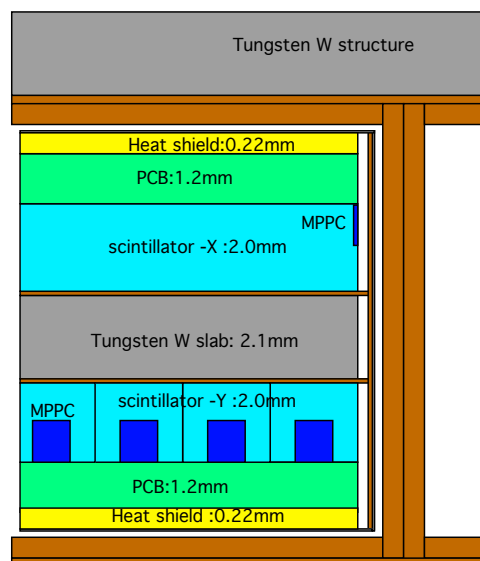 Tungsten W structure
Heat shield:0.22mm
PCB:1.2mm
MPPC
scintillator -X :2.0mm
Tungsten W slab: 2.1mm
scintillator -Y :2.0mm
MPPC
PCB:1.2mm
Heat shield :0.22mm